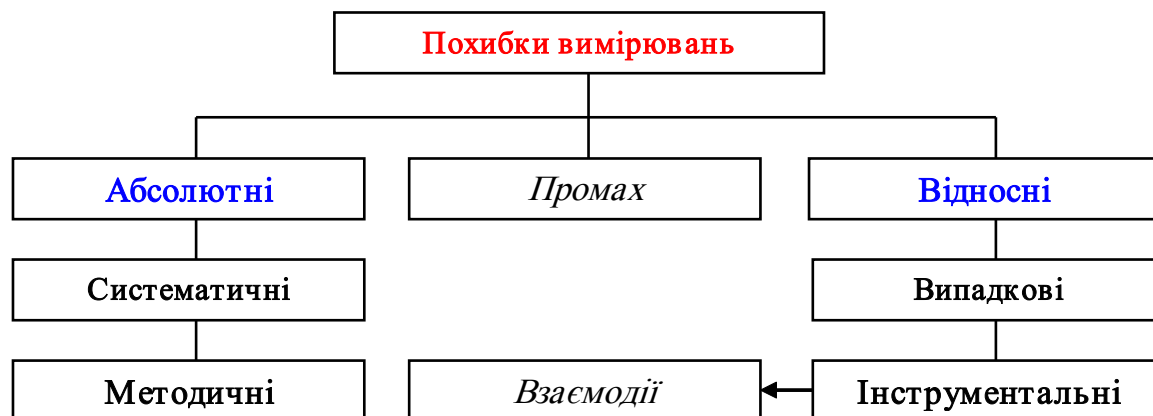 Похибки вимірювань
Абсолютні
Промах
Відносні
Систематичні
Випадкові
Методичні
Взаємодії
Інструментальні